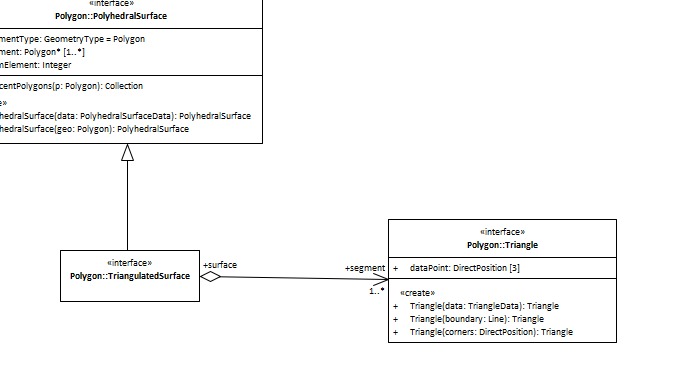 «interface»
Polygon::PolyhedralSurface
mentType: GeometryType = Polygon
ment: Polygon* [1..*]
mElement: Integer
centPolygons(p: Polygon): Collection
e»
hedralSurface(data: PolyhedralSurfaceData): PolyhedralSurface
hedralSurface(geo: Polygon): PolyhedralSurface
«interface»
Polygon::TriangulatedSurface
+surface
+segment
1..*
«interface»
Polygon::Triangle
+ dataPoint: DirectPosition [3]
«create»
+ Triangle(data: TriangleData): Triangle
+ Triangle(boundary: Line): Triangle
+ Triangle(corners: DirectPosition): Triangle